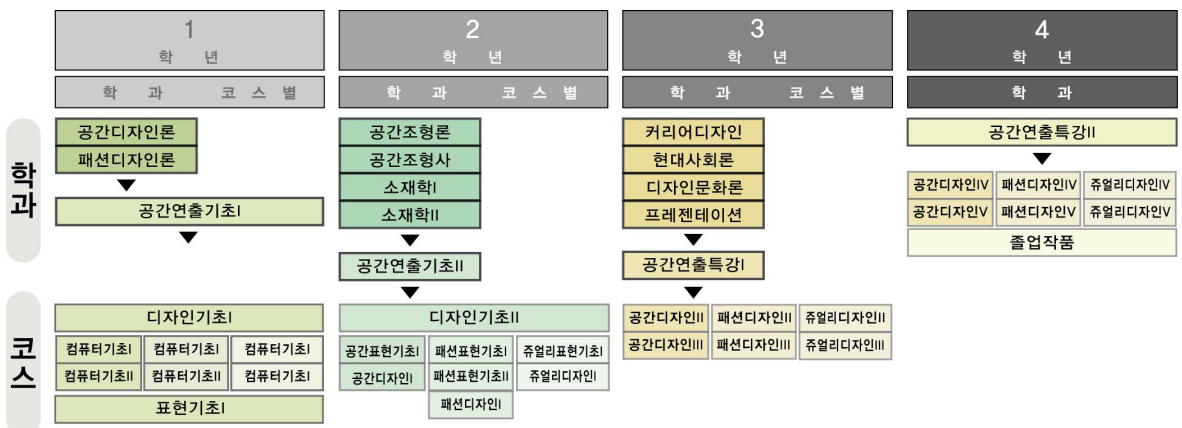 1
학 년
학 과 코 스 별
2
학 년
학 과 코 스 별
3
학 년
학 과 코 스 별
4
학 년
학 과
학과
공간디자인론
패션디자인론
공간연출기초I
공간조형론
공간조형사
소재학I
소재학II
공간연출기초II
커리어디자인
현대사회론
디자인문화론
프레젠테이션
공간연출특강I
공간연출특강II
공간디자인IV 패션디자인IV 쥬얼리디자인IV
공간디자인V 패션디자인V 쥬얼리디자인V
졸업작품
코스
디자인기초I
컴퓨터기초I 컴퓨터기초I 컴퓨터기초I
컴퓨터기초II 컴퓨터기초II 컴퓨터기초I
표현기초I
디자인기초II
공간표현기초I 패션표현기초I 쥬얼리표현기초I
공간디자인I 패션표현기초II 쥬얼리디자인I
패션디자인I
공간디자인II 패션디자인II 쥬얼리디자인II
공간디자인III 패션디자인III 쥬얼리디자인III